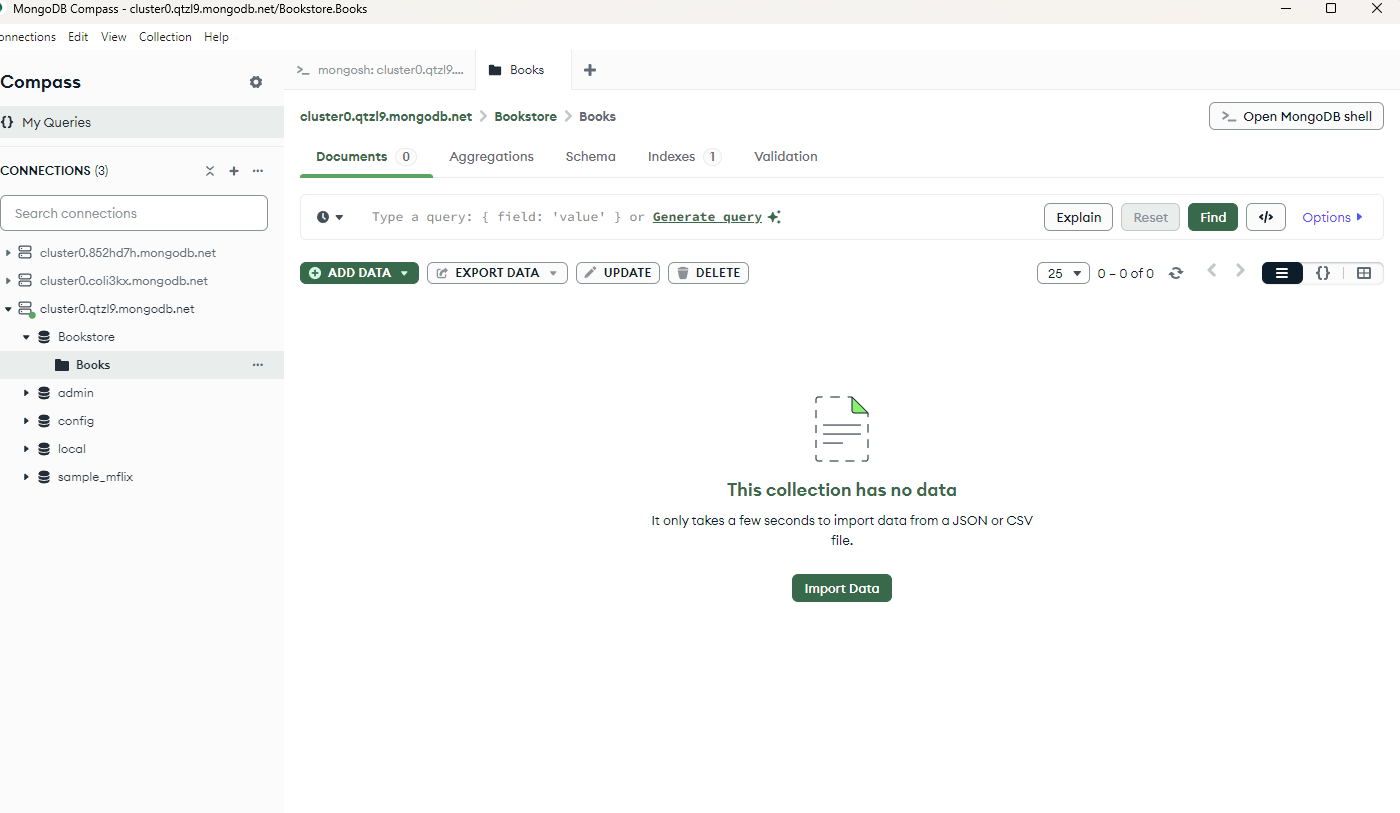 MongoDB Compass - cluster0.qtzl9.mongodb.net/Bookstore.Books
onnections Edit View Collection Help
Compass
My Queries
CONNECTIONS (3)
Search connections
cluster0.852hd7h.mongodb.net
cluster0.coli3kx.mongodb.net
cluster0.qtzl9.mongodb.net
Bookstore
Books
admin
config
local
sample_mflix
mongosh: cluster0.qtzl9.... Books
cluster0.qtzl9.mongodb.net > Bookstore > Books
>_ Open MongoDB shell
Documents 0 Aggregations Schema Indexes 1 Validation
Type a query: { field: 'value' } or Generate query
Explain Reset Find </> Options
ADD DATA EXPORT DATA UPDATE DELETE
25 0 – 0 of 0 {}
This collection has no data
It only takes a few seconds to import data from a JSON or CSV
file.
Import Data